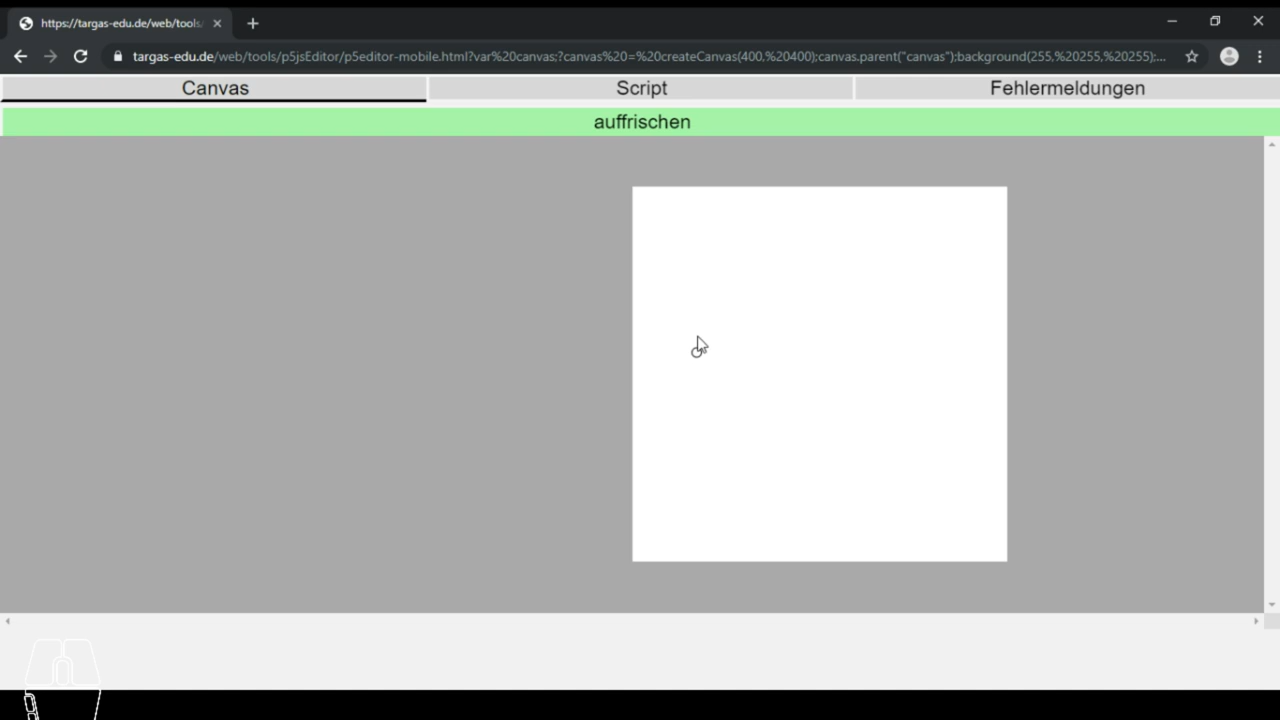 https://targas-edu.de/web/tools
targas-edu.de/web/tools/p5jsEditor/p5editor-mobile.html?var%20canvas;?canvas%20=%20createCanvas(400,%20400);canvas.parent("canvas");background(255,%20255,%20255);...
Canvas
Script
Fehlermeldungen
auffrischen